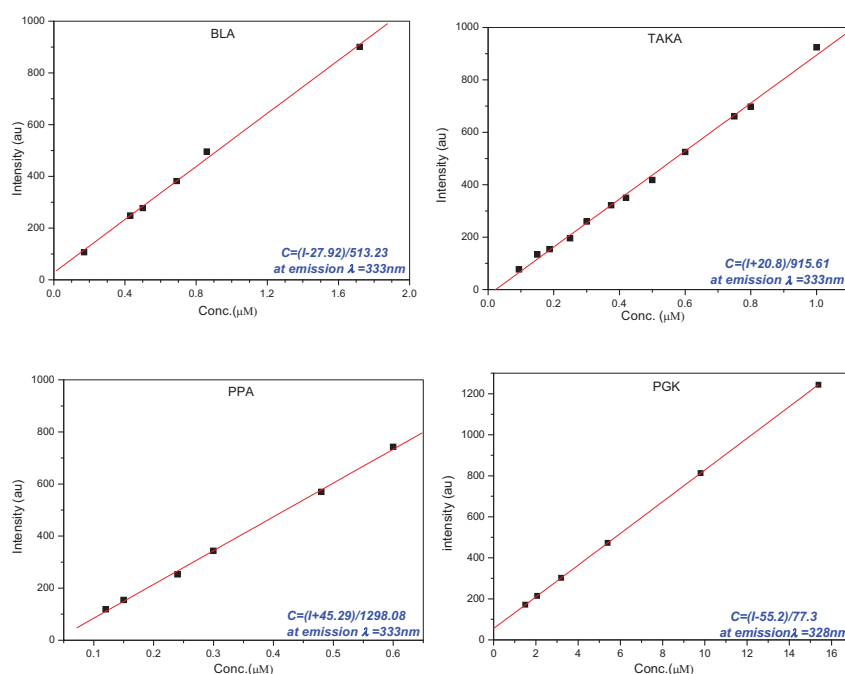 BLA
1000
800
600
400
200
0
Intensity (au)
0.0 0.4 0.8 1.2 1.6 2.0
Conc.(μM)
C=(I-27.92)/513.23
at emission λ =333nm
TAKA
1000
800
600
400
200
0
Intensity (au)
0.0 0.2 0.4 0.6 0.8 1.0
Conc. (μM)
C=(I+20.8)/915.61
at emission λ =333nm
PPA
1000
800
600
400
200
0
Intensity (au)
0.1 0.2 0.3 0.4 0.5 0.6
Conc.(μM)
C=(I+45.29)/1298.08
at emission λ =333nm
PGK
1200
1000
800
600
400
200
0
intensity (au)
0 2 4 6 8 10 12 14 16
Conc.(μM)
C=(I-55.2)/77.3
at emissionλ =328nm